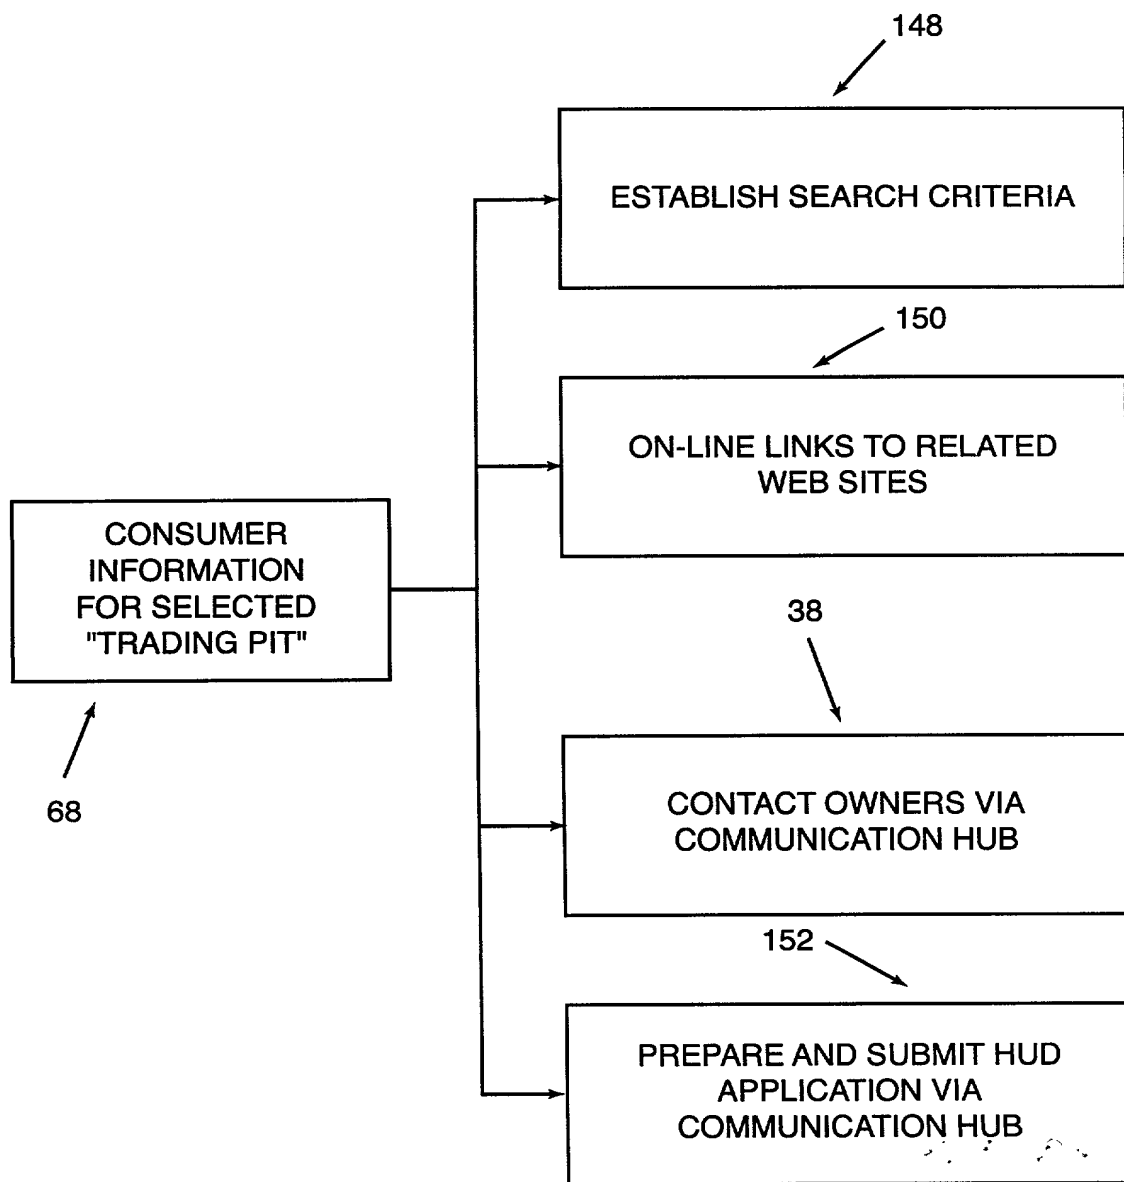 148
ESTABLISH SEARCH CRITERIA
150
ON-LINE LINKS TO RELATED
WEB SITES
CONSUMER
INFORMATION
FOR SELECTED
"TRADING PIT"
68
38
CONTACT OWNERS VIA
COMMUNICATION HUB
152
PREPARE AND SUBMIT HUD
APPLICATION VIA
COMMUNICATION HUB